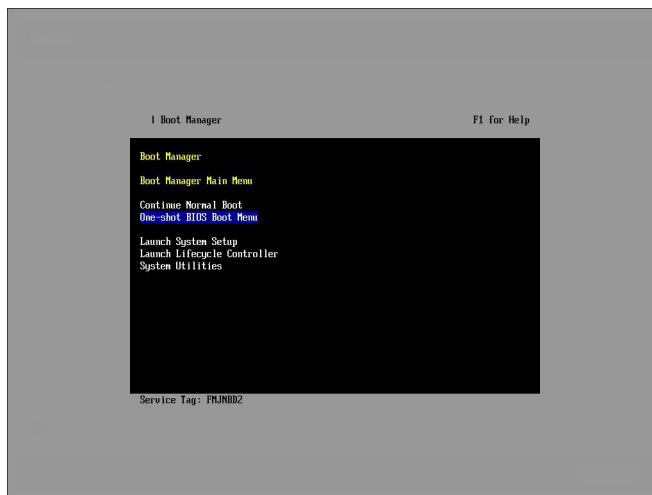 | Boot Manager
F1 for Help
Boot Manager
Boot Manager Main Menu
Continue Normal Boot
One-shot BIOS Boot Menu
Launch System Setup
Launch Lifecycle Controller
System Utilities
Service Tag: FMJNBD2